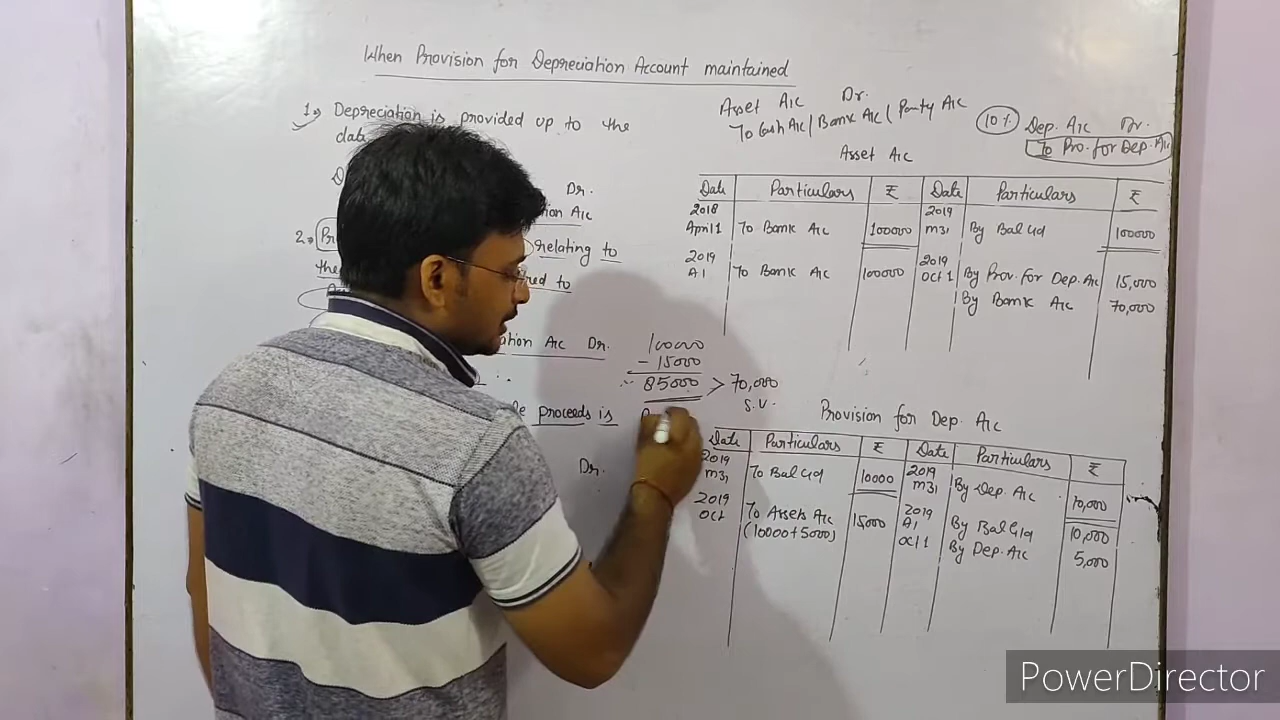 When Provision for Depreciation Account maintained
1→ Depreciation is provided up to the
date
Dr.
tion A/c
2→ relating to
the red to
ation A/c Dr.
proceeds is
Dr.
100000
- 15000
85000 > 70,000
S.V.
Asset A/c Dr.
To Cash A/c / Bank A/c / Party A/c
10% Dep. A/c Dr.
To Pro. for Dep. A/c
Asset A/c
Date Particulars ₹ Date Particulars ₹
2018 April 1 To Bank A/c 100000 2019 M31 By Bal c/d 100000
2019 A1 To Bank A/c 100000 2019 Oct 1 By Prov. for Dep. A/c 15,000
By Bank A/c 70,000
Provision for Dep. A/c
Date Particulars ₹ Date Particulars ₹
2019 M31 To Bal c/d 10000 2019 M31 By Dep. A/c 10,000
2019 Oct To Assets A/c 15000 2019 A1 By Bal c/d 10,000
(10000+5000) Oct 1 By Dep. A/c 5,000
PowerDirector